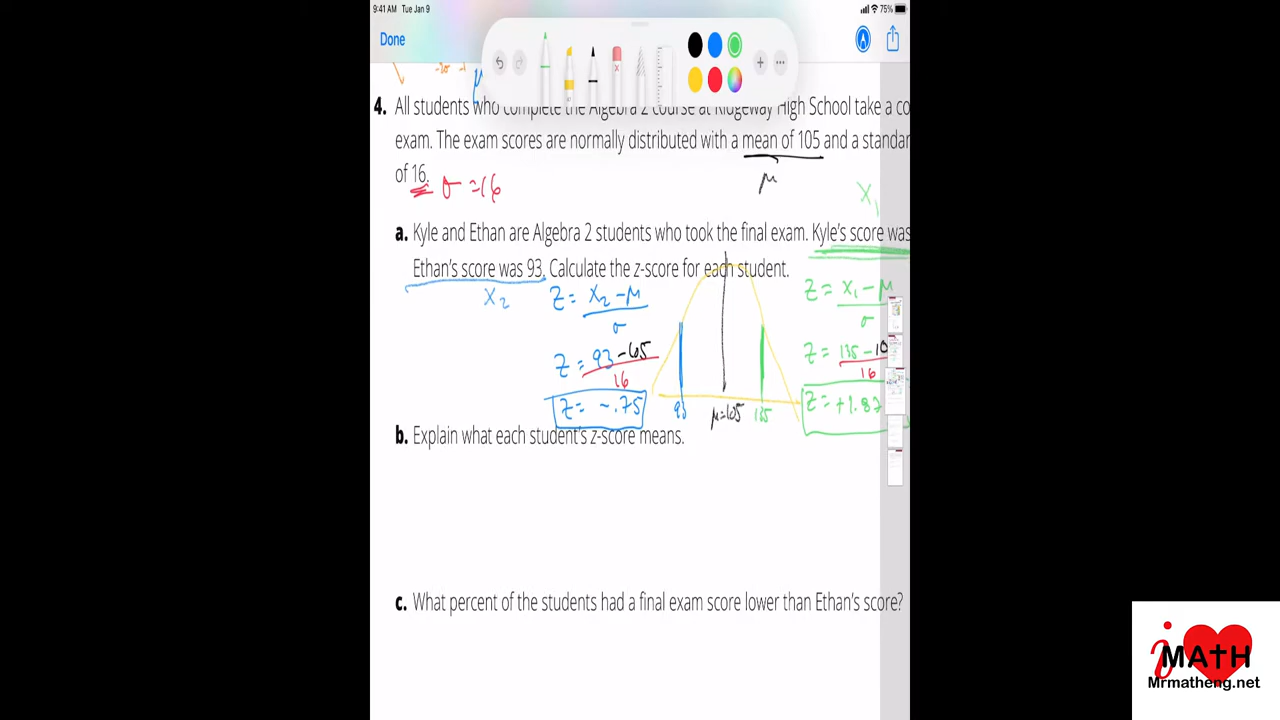 9:41 AM Tue Jan 9
75%
Done
4. All students who complete the Algebra 2 course at Ridgeway High School take a co
exam. The exam scores are normally distributed with a mean of 105 and a standar
of 16. σ = 16
μ
x₁
a. Kyle and Ethan are Algebra 2 students who took the final exam. Kyle's score was
Ethan's score was 93. Calculate the z-score for each student.
x₂
z = x₂ - μ / σ
z = 93 - 105 / 16
z = -.75
93
μ=105
135
z = x₁ - μ / σ
z = 135 - 10 / 16
z = +1.87
b. Explain what each student's z-score means.
c. What percent of the students had a final exam score lower than Ethan's score?
i MATH
Mrmatheng.net